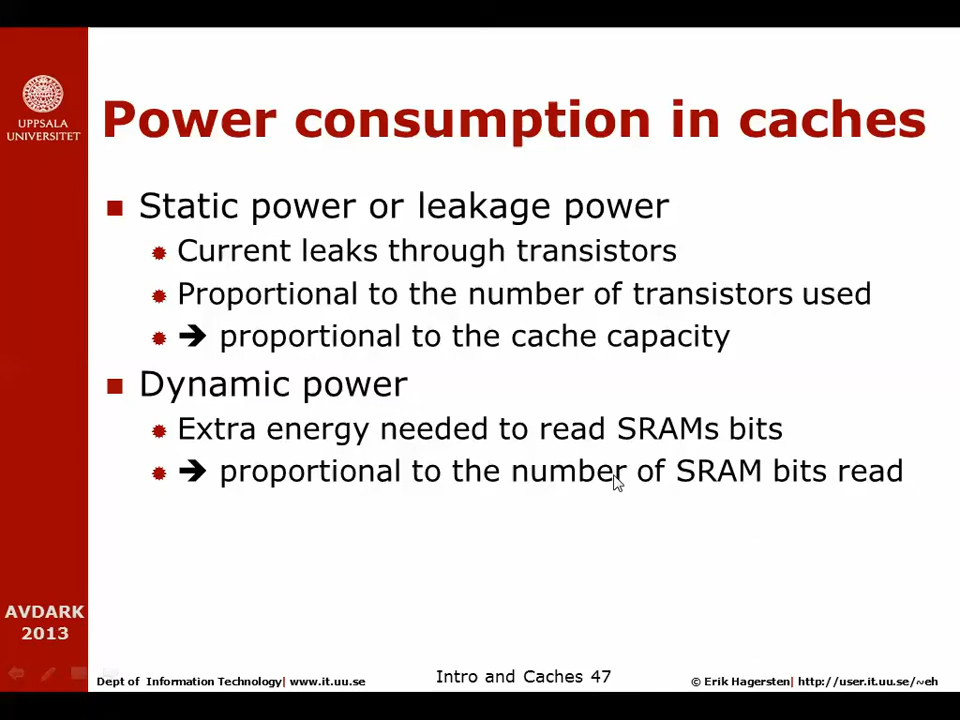 UPPSALA
UNIVERSITET
Power consumption in caches
Static power or leakage power
Current leaks through transistors
Proportional to the number of transistors used
➔ proportional to the cache capacity
Dynamic power
Extra energy needed to read SRAMs bits
➔ proportional to the number of SRAM bits read
AVDARK
2013
Dept of Information Technology| www.it.uu.se
Intro and Caches 47
© Erik Hagersten| http://user.it.uu.se/~eh